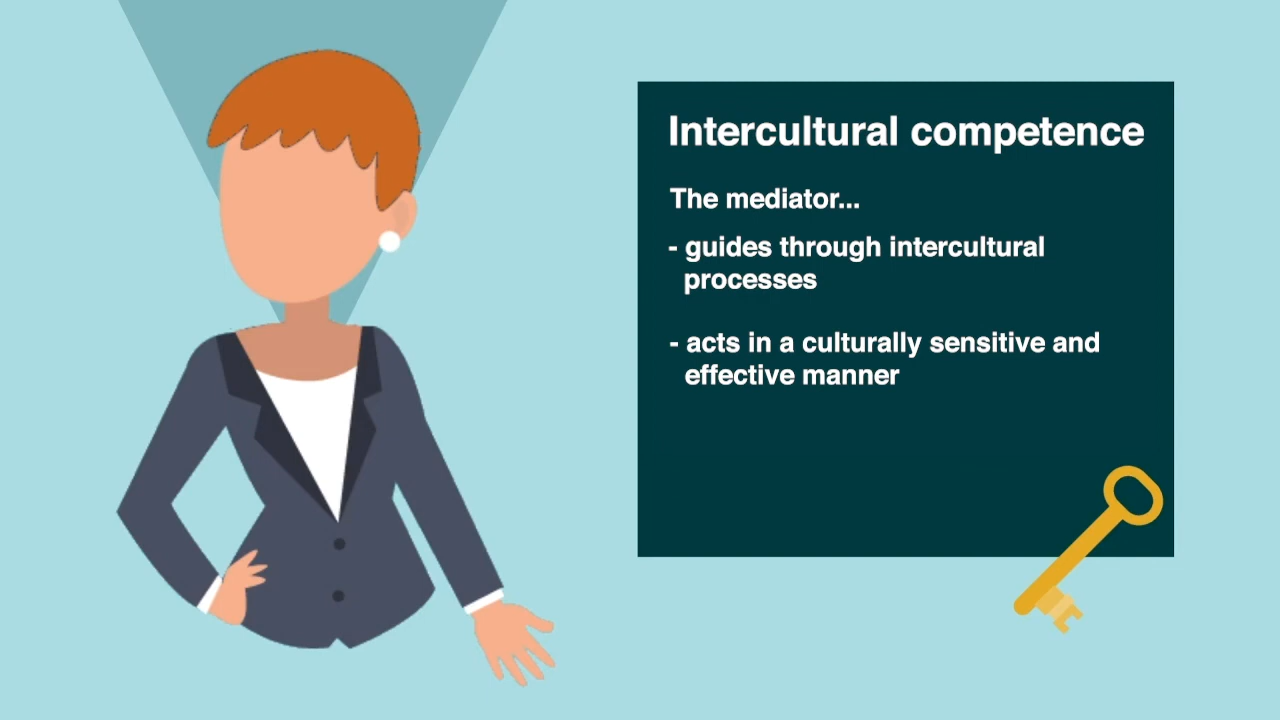 Intercultural competence
The mediator...
- guides through intercultural
processes
- acts in a culturally sensitive and
effective manner